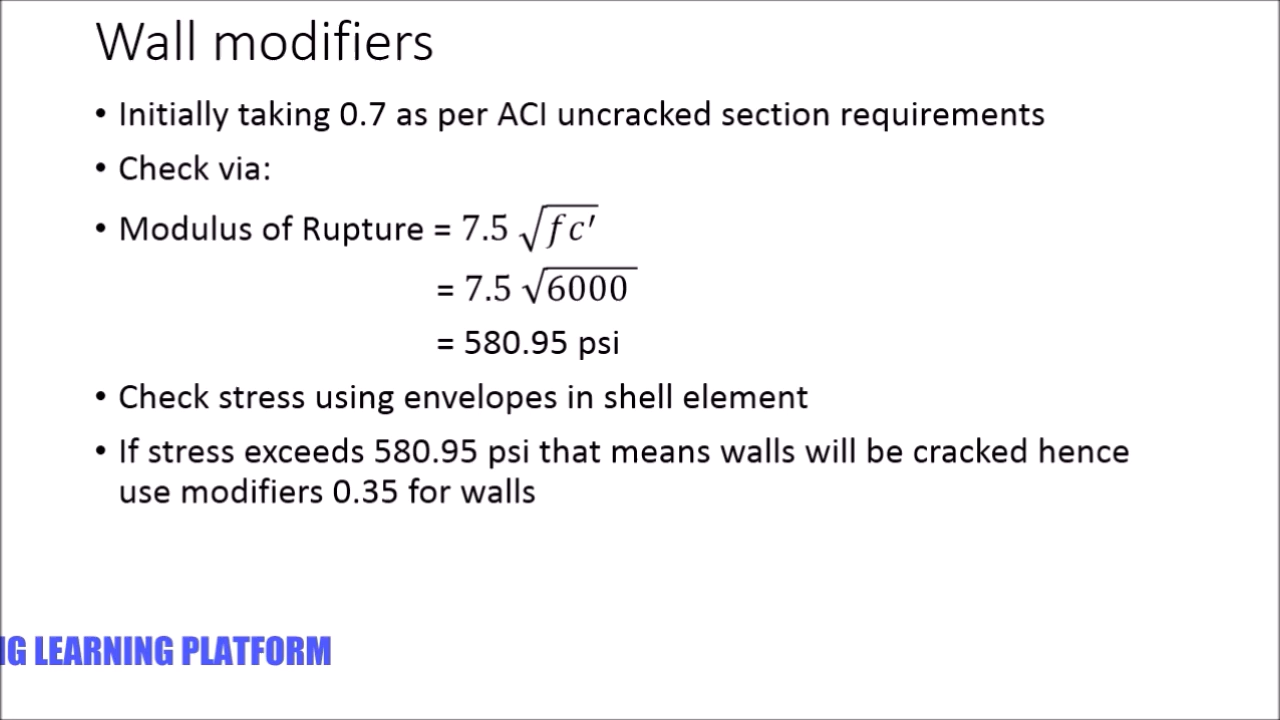 Wall modifiers
• Initially taking 0.7 as per ACI uncracked section requirements
• Check via:
• Modulus of Rupture = 7.5 √fc′
= 7.5 √6000
= 580.95 psi
• Check stress using envelopes in shell element
• If stress exceeds 580.95 psi that means walls will be cracked hence
use modifiers 0.35 for walls
NG LEARNING PLATFORM